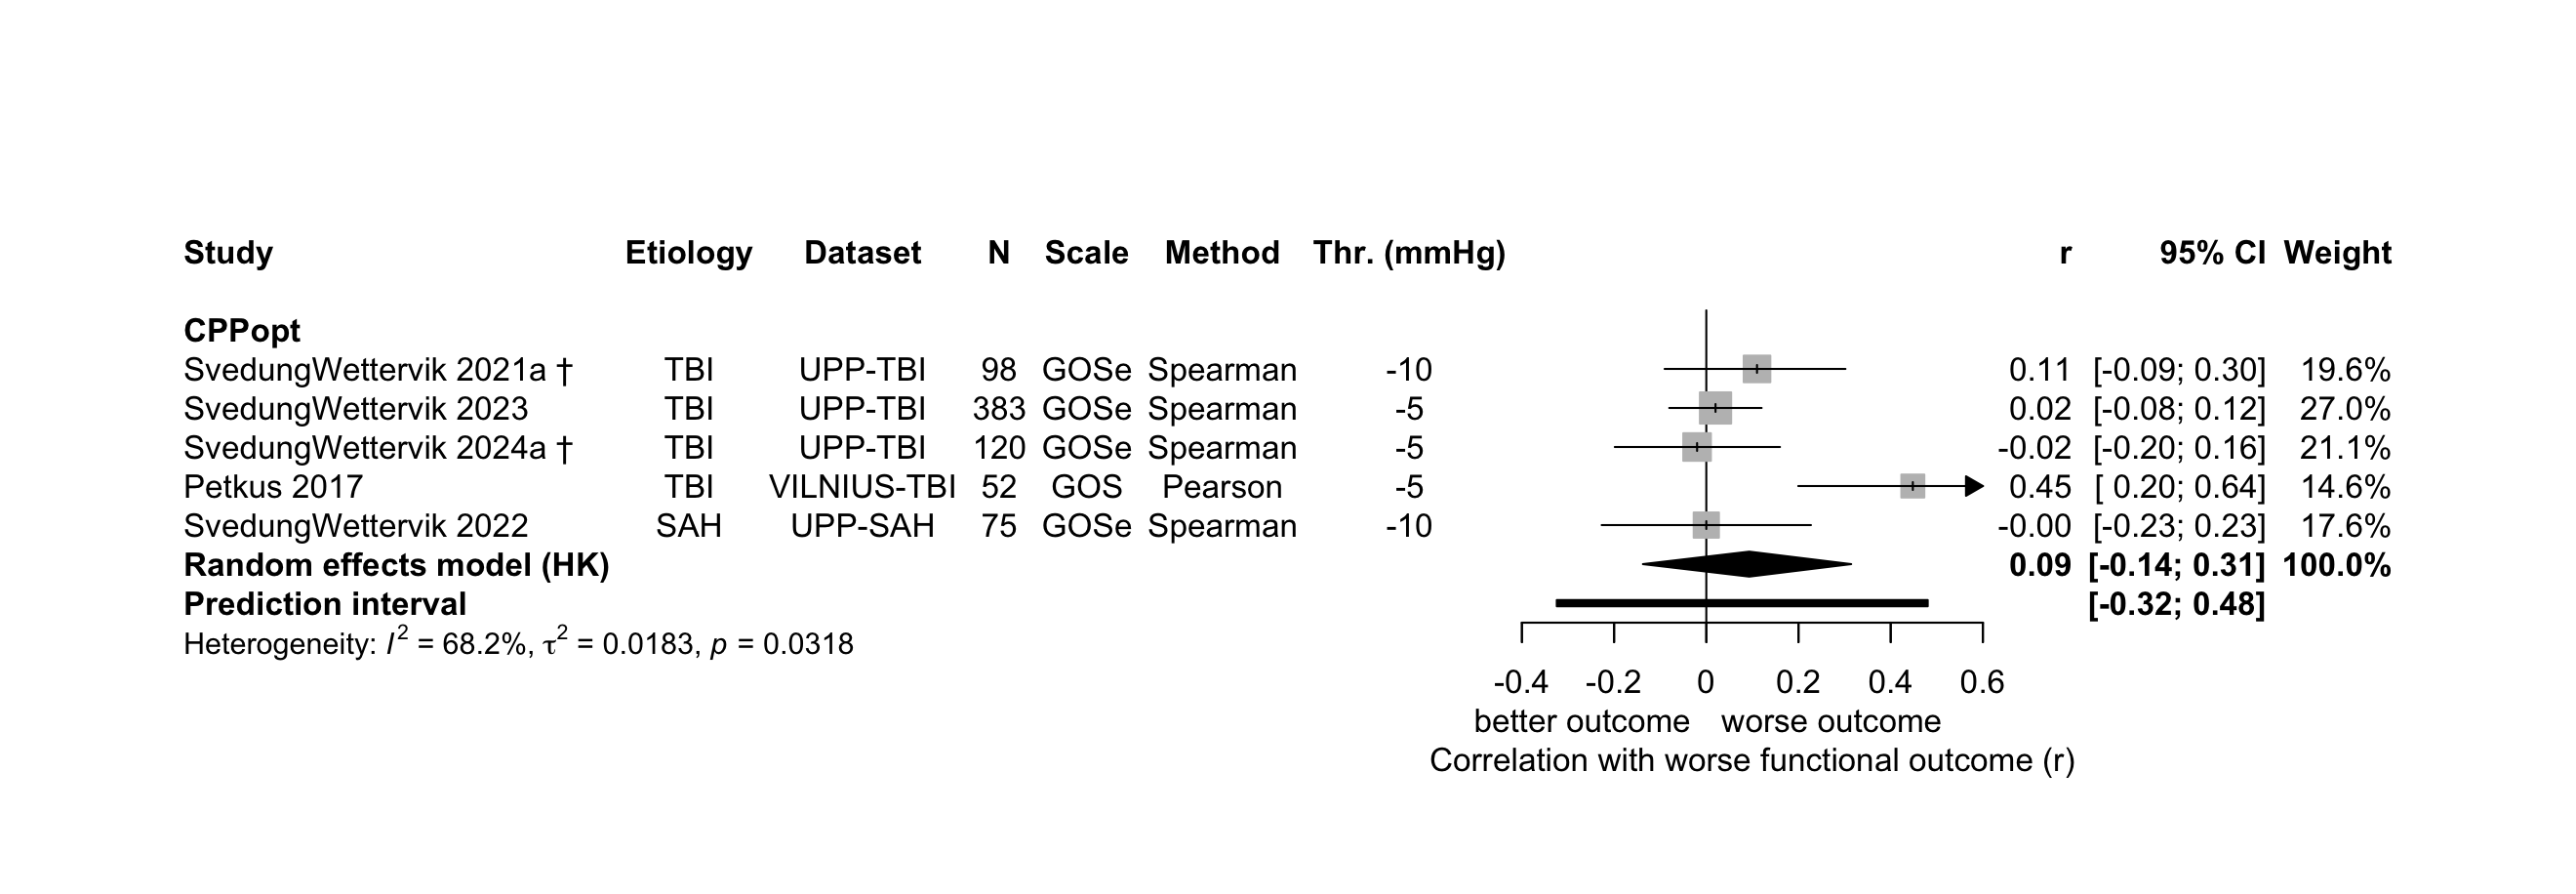 Study Etiology Dataset N Scale Method Thr. (mmHg) r 95% CI Weight
CPPopt
SvedungWettervik 2021a † TBI UPP-TBI 98 GOSe Spearman -10 0.11 [-0.09; 0.30] 19.6%
SvedungWettervik 2023 TBI UPP-TBI 383 GOSe Spearman -5 0.02 [-0.08; 0.12] 27.0%
SvedungWettervik 2024a † TBI UPP-TBI 120 GOSe Spearman -5 -0.02 [-0.20; 0.16] 21.1%
Petkus 2017 TBI VILNIUS-TBI 52 GOS Pearson -5 0.45 [ 0.20; 0.64] 14.6%
SvedungWettervik 2022 SAH UPP-SAH 75 GOSe Spearman -10 -0.00 [-0.23; 0.23] 17.6%
Random effects model (HK) 0.09 [-0.14; 0.31] 100.0%
Prediction interval [-0.32; 0.48]
Heterogeneity: I² = 68.2%, τ² = 0.0183, p = 0.0318
-0.4 -0.2 0 0.2 0.4 0.6
better outcome worse outcome
Correlation with worse functional outcome (r)